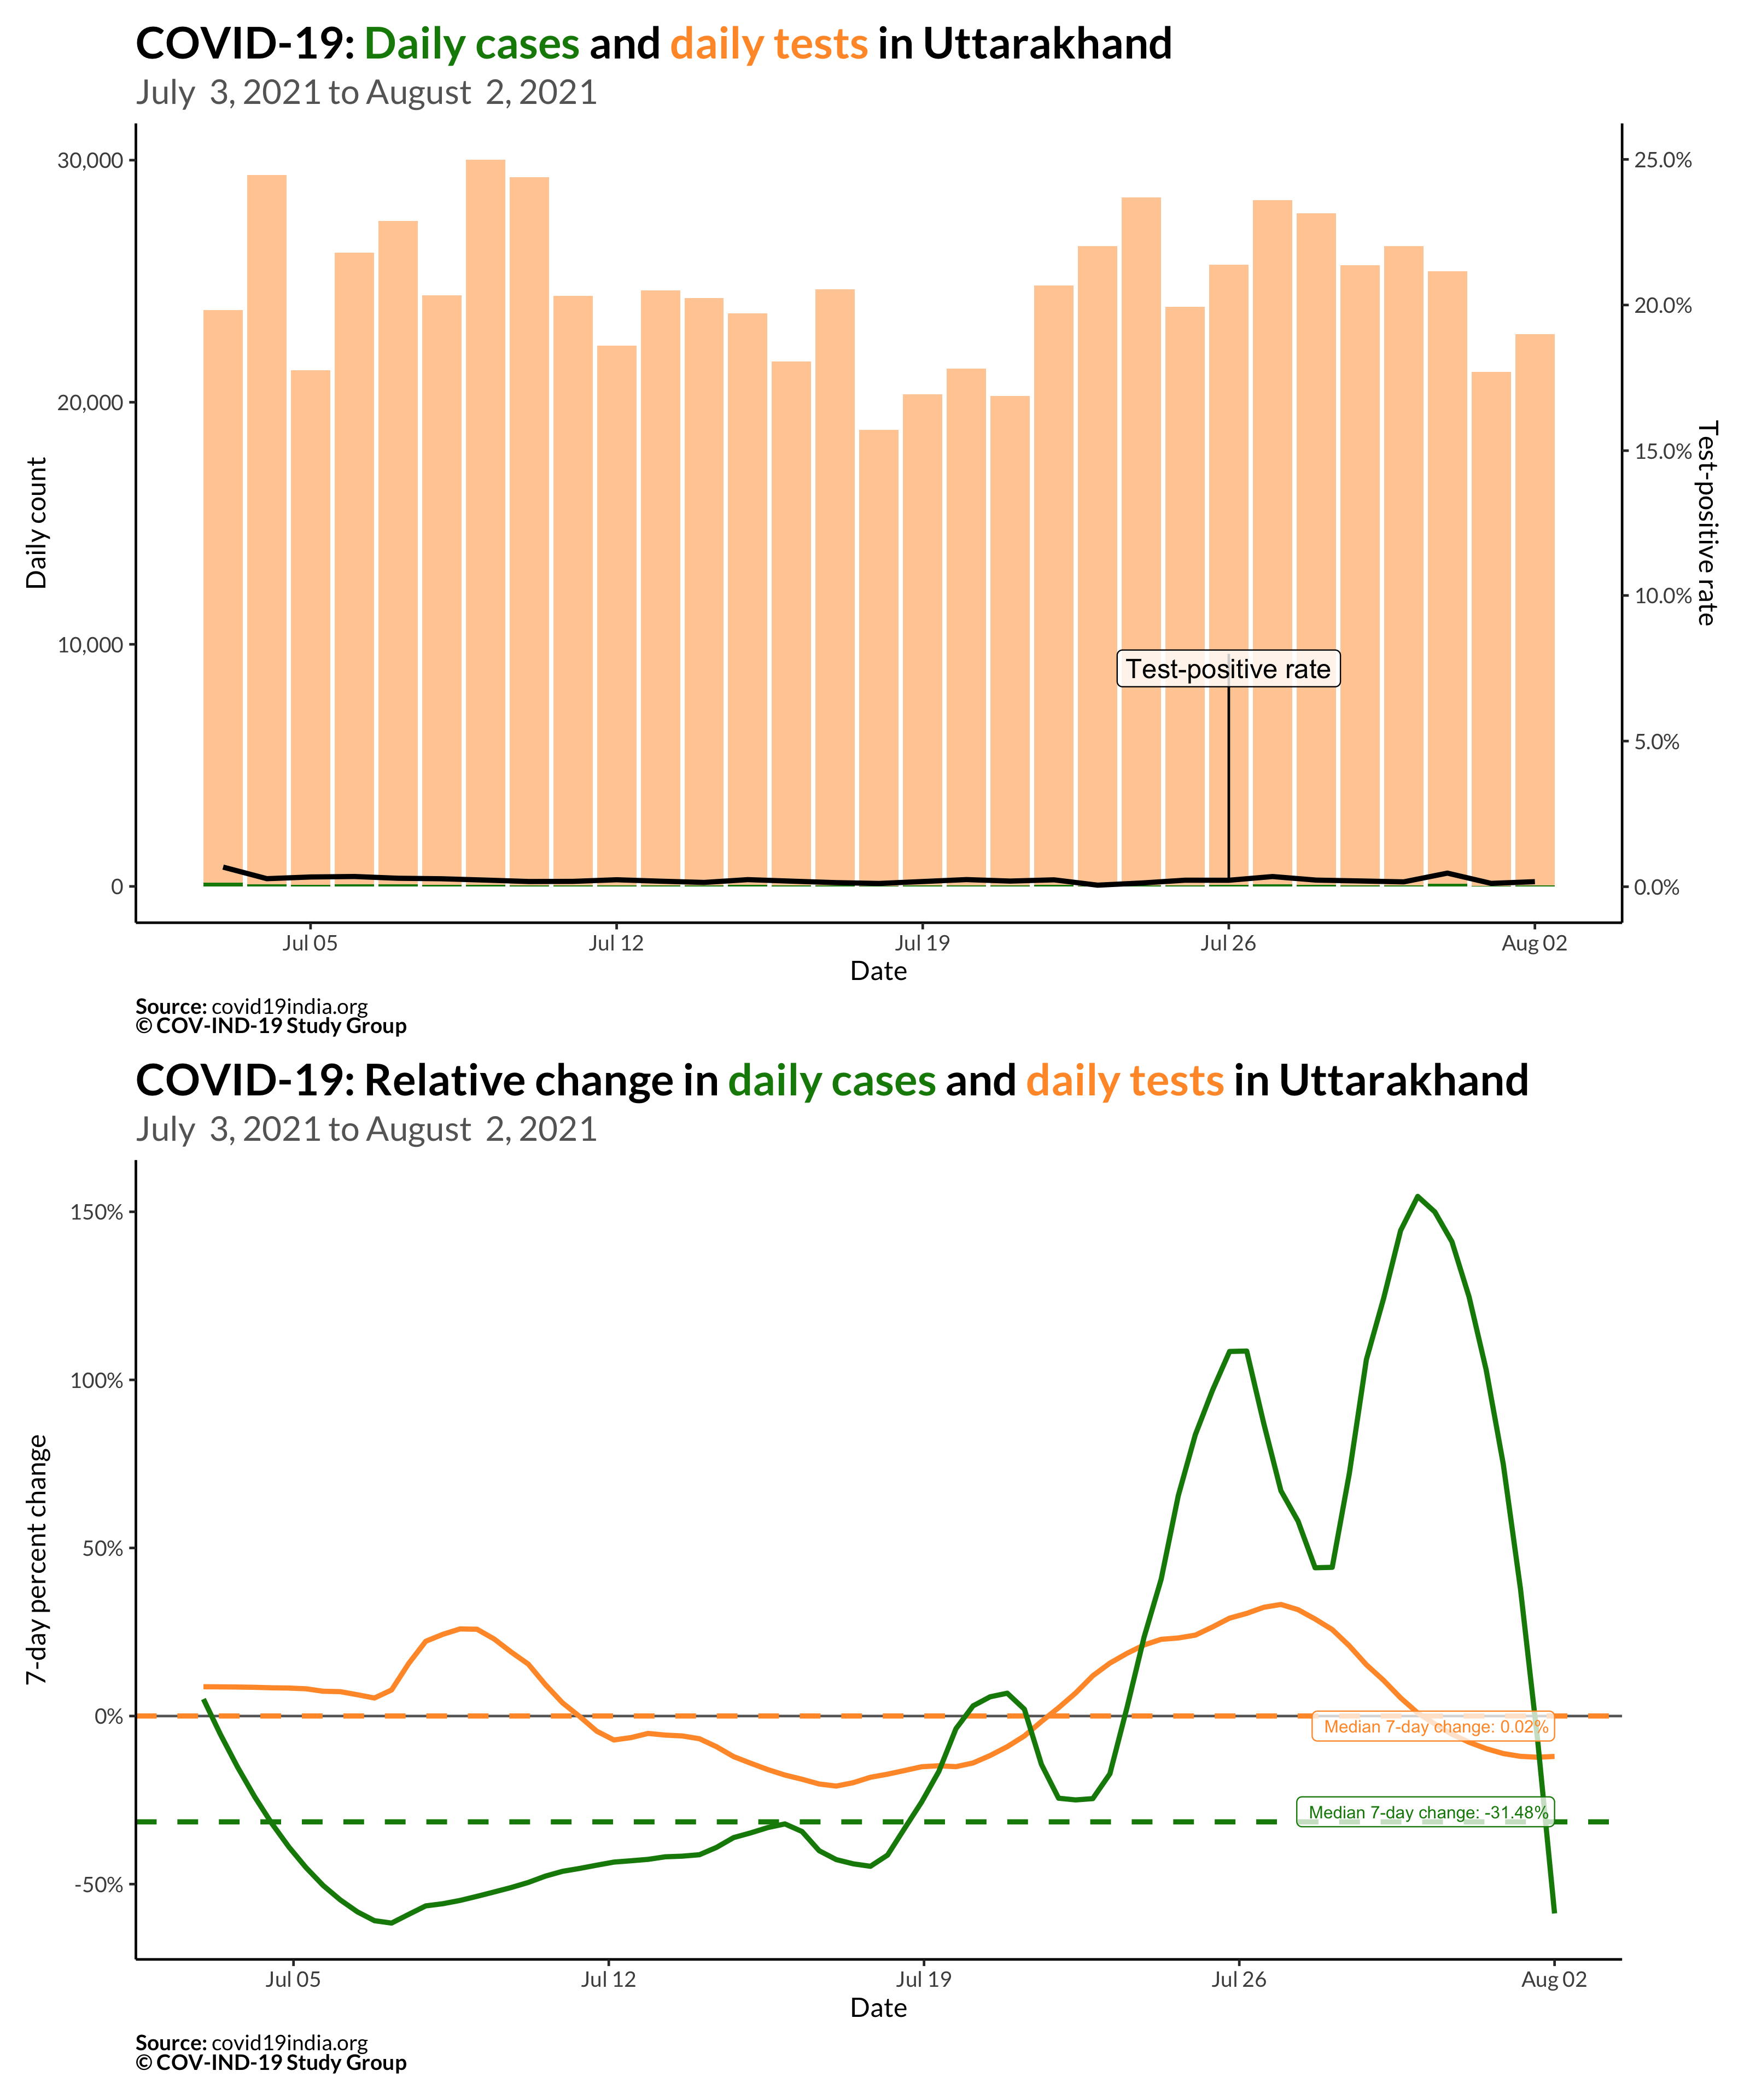 COVID-19: Daily cases and daily tests in Uttarakhand
July 3, 2021 to August 2, 2021
30,000
20,000
10,000
0
Daily count
25.0%
20.0%
15.0%
10.0%
5.0%
0.0%
Test-positive rate
Test-positive rate
Jul 05
Jul 12
Jul 19
Jul 26
Aug 02
Date
Source: covid19india.org
© COV-IND-19 Study Group
COVID-19: Relative change in daily cases and daily tests in Uttarakhand
July 3, 2021 to August 2, 2021
150%
100%
50%
0%
-50%
7-day percent change
Median 7-day change: 0.02%
Median 7-day change: -31.48%
Jul 05
Jul 12
Jul 19
Jul 26
Aug 02
Date
Source: covid19india.org
© COV-IND-19 Study Group